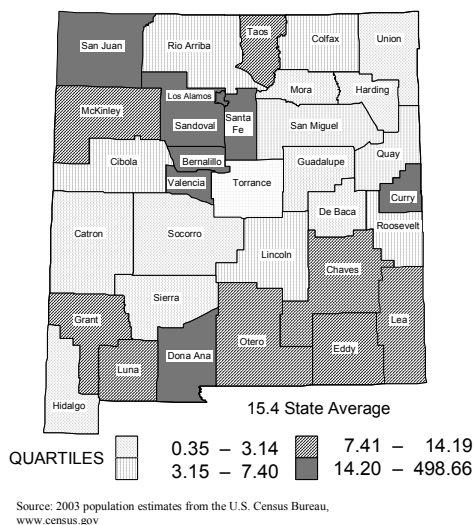 San Juan
Rio Arriba
Taos
Colfax
Union
Los Alamos
Mora
Harding
McKinley
Sandoval
Santa
Fe
San Miguel
Quay
Cibola
Bernalillo
Guadalupe
Valencia
Torrance
Curry
De Baca
Roosevelt
Catron
Socorro
Lincoln
Chaves
Sierra
Grant
Otero
Lea
Eddy
Luna
Dona Ana
Hidalgo
15.4 State Average
QUARTILES
0.35 – 3.14
7.41 – 14.19
3.15 – 7.40
14.20 – 498.66
Source: 2003 population estimates from the U.S. Census Bureau,
www.census.gov